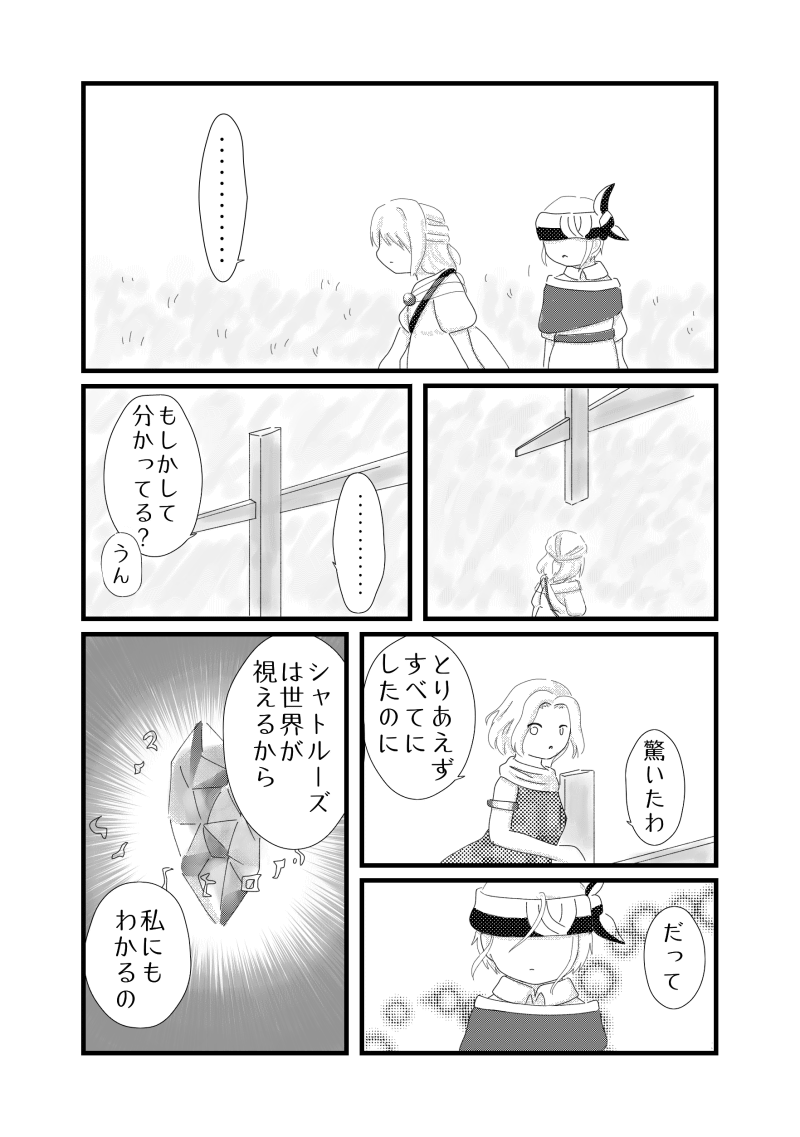 ・・・・・・・・・・・
・・・・・・・・・・・
もしかして
分かってる?
うん
驚いたわ
とりあえず
すべてに
したのに
だって
シャトルーズ
は世界が
視えるから
私にも
わかるの